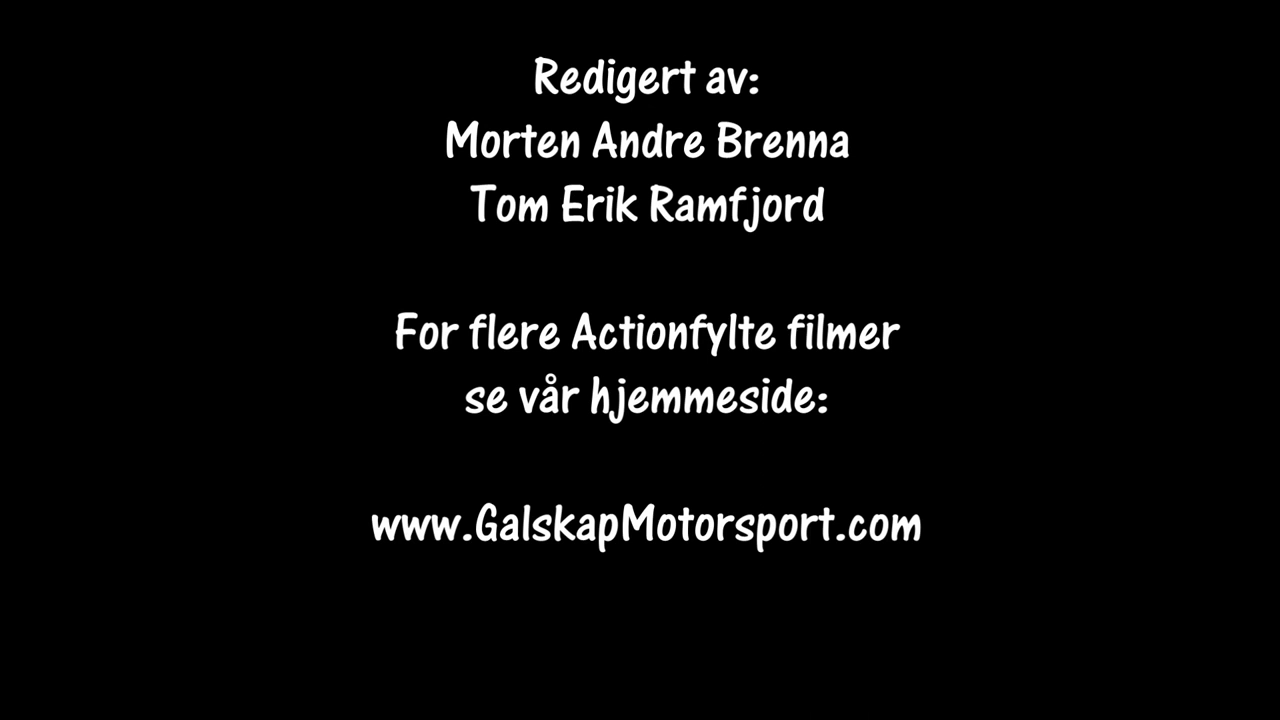 Redigert av:
Morten Andre Brenna
Tom Erik Ramfjord
For flere Actionfylte filmer
se vår hjemmeside:
www.GalskapMotorsport.com